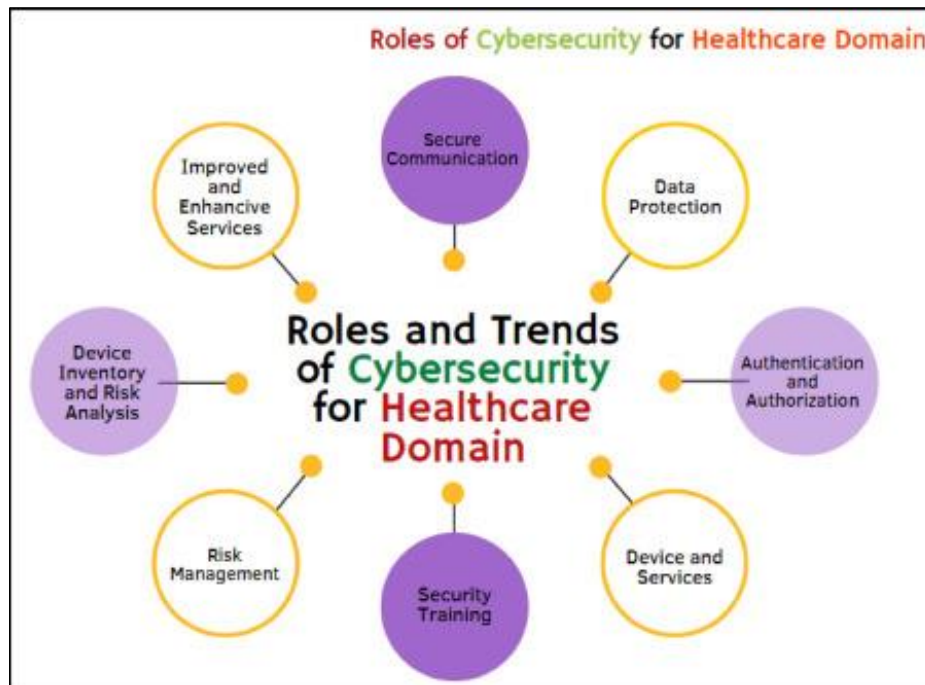 Roles of Cybersecurity for Healthcare Domain
Secure
Communication
Improved
and
Enhancive
Services
Data
Protection
Roles and Trends
of Cybersecurity
for Healthcare
Domain
Device
Inventory
and Risk
Analysis
Authentication
and
Authorization
Risk
Management
Security
Training
Device and
Services